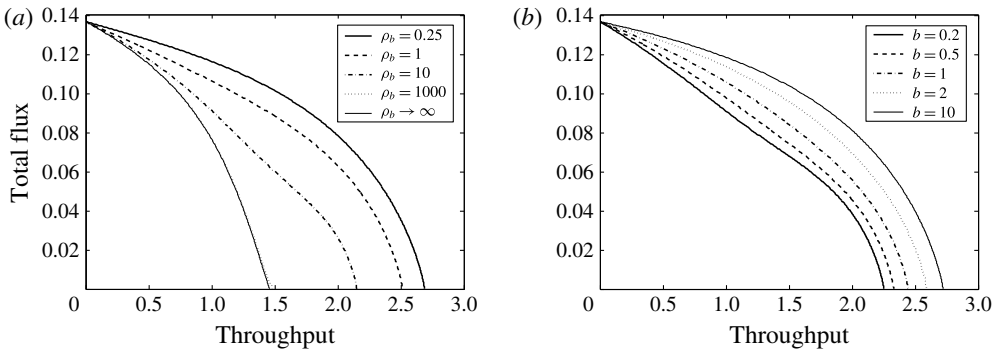 (a)
Total flux
0.14
0.12
0.10
0.08
0.06
0.04
0.02
0 0.5 1.0 1.5 2.0 2.5 3.0
Throughput
ρb = 0.25
ρb = 1
ρb = 10
ρb = 1000
ρb → ∞
(b)
0.14
0.12
0.10
0.08
0.06
0.04
0.02
0 0.5 1.0 1.5 2.0 2.5 3.0
Throughput
b = 0.2
b = 0.5
b = 1
b = 2
b = 10